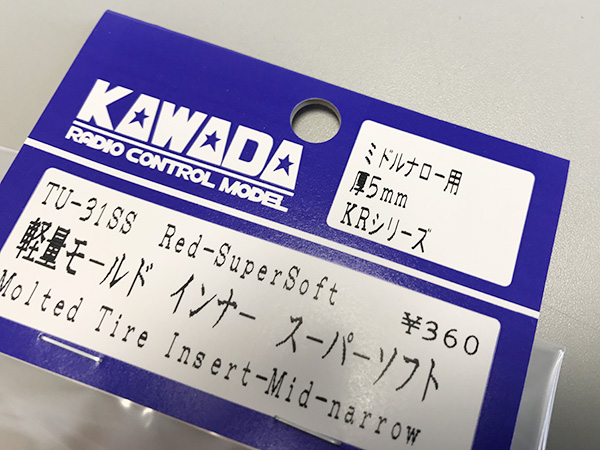 KAWADA
RADIO CONTROL MODEL
ミドルナロー用
厚5mm
KRシリーズ
TU-31SS Red-SuperSoft
軽量モールド インナー スーパーソフト
¥360
Molted Tire Insert-Mid-narrow